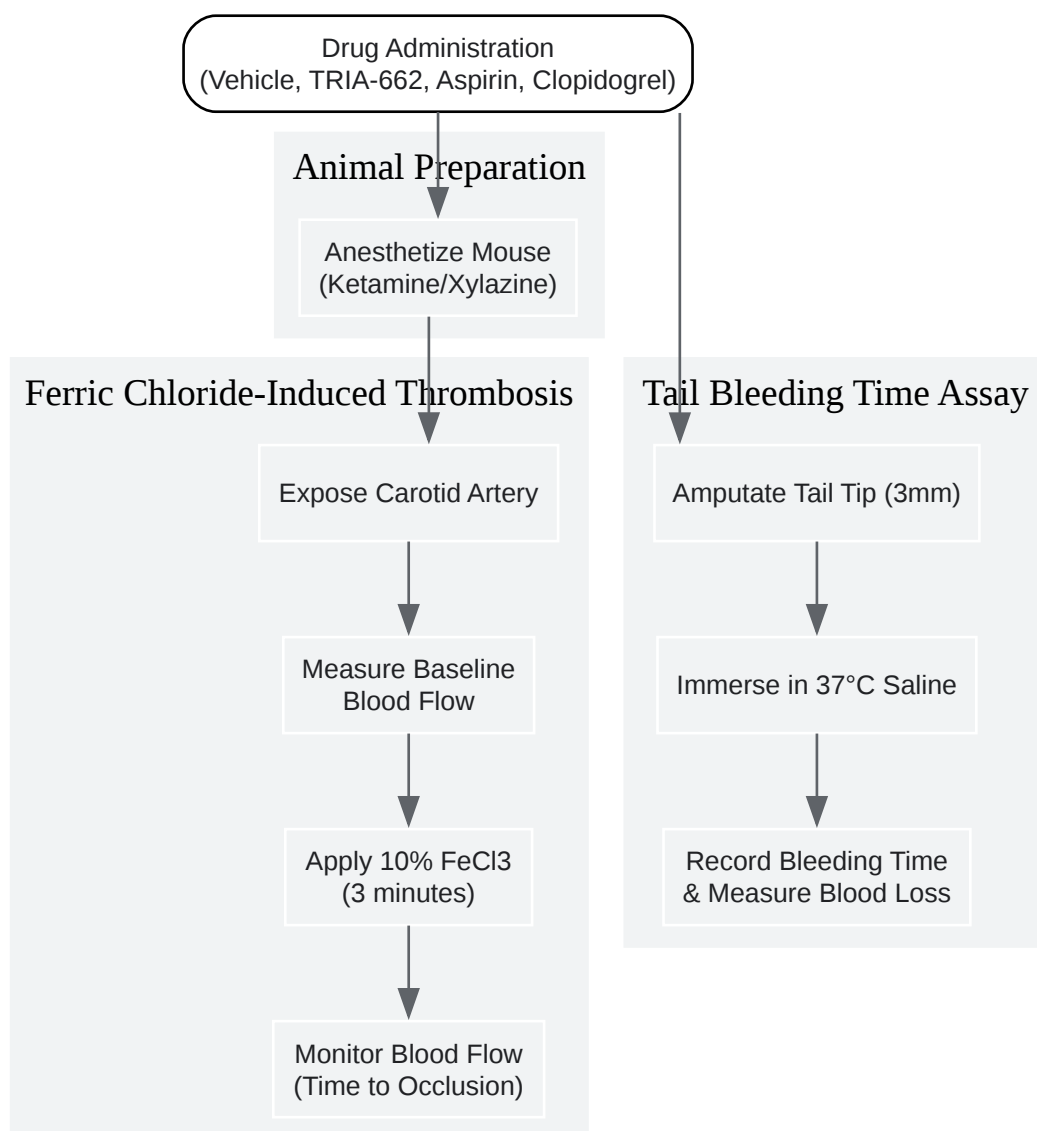 Drug Administration
(Vehicle, TRIA-662, Aspirin, Clopidogrel)
Animal Preparation
Anesthetize Mouse
(Ketamine/Xylazine)
Ferric Chloride-Induced Thrombosis
Expose Carotid Artery
Measure Baseline
Blood Flow
Apply 10% FeCl3
(3 minutes)
Monitor Blood Flow
(Time to Occlusion)
Tail Bleeding Time Assay
Amputate Tail Tip (3mm)
Immerse in 37°C Saline
Record Bleeding Time
& Measure Blood Loss